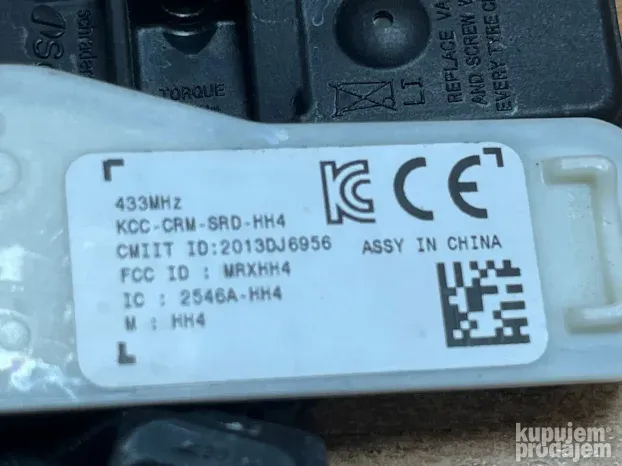 TORQUE
LI
REPLACE VA
AND SCREW
EVERY TYRE C
433MHz
KCC-CRM-SRD-HH4
CMIIT ID:2013DJ6956
FCC ID : MRXHH4
IC : 2546A-HH4
M : HH4
CE
ASSY IN CHINA
kupujem
prodajem